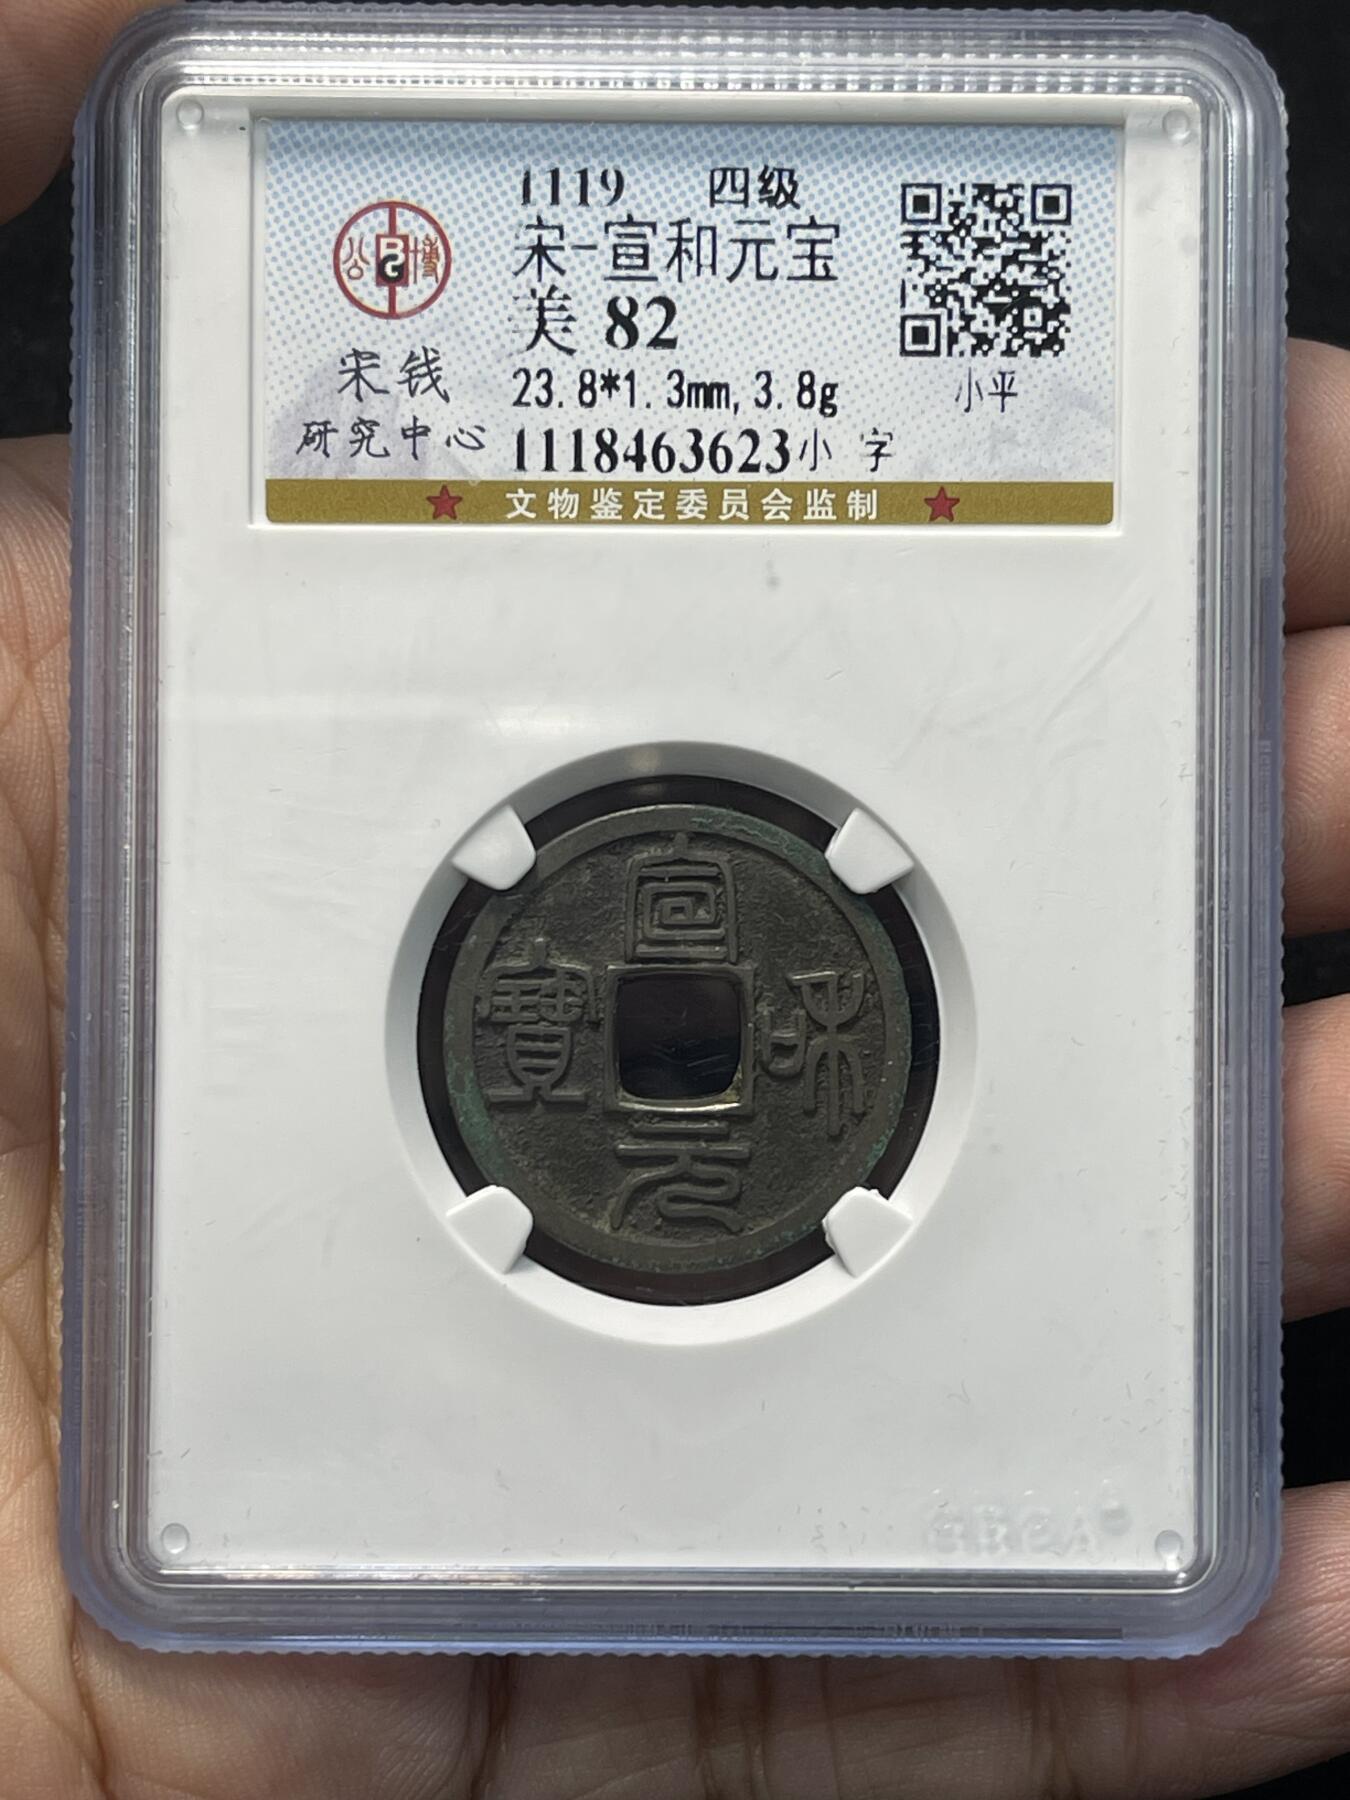 1119 四级
宋-宣和元宝
美 82
23.8*1.3mm,3.8g
1118463623小 字
公 博
宋钱
研究中心
小平
★ 文物鉴定委员会监制 ★
宣
寶 和
元